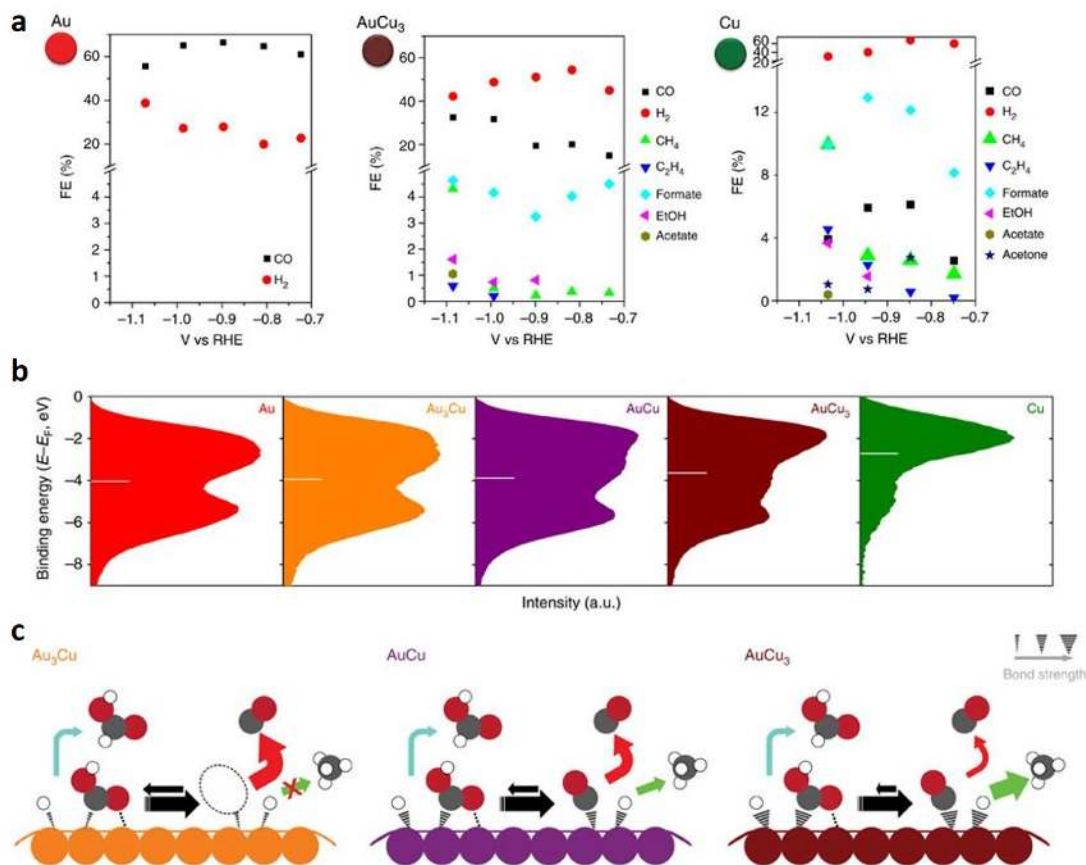 a
Au
AuCu3
Cu
60
40
20
FE (%)
CO
H2
−1.1 −1.0 −0.9 −0.8 −0.7
V vs RHE
60
40
20
4
3
2
1
0
FE (%)
−1.1 −1.0 −0.9 −0.8 −0.7
V vs RHE
CO
H2
CH4
C2H4
Formate
EtOH
Acetate
60
40
20
12
8
4
0
FE (%)
−1.1 −1.0 −0.9 −0.8 −0.7
V vs RHE
CO
H2
CH4
C2H4
Formate
EtOH
Acetate
Acetone
b
Binding energy (E–EF, eV)
0
−2
−4
−6
−8
Au
Au3Cu
AuCu
AuCu3
Cu
Intensity (a.u.)
c
Au3Cu
AuCu
AuCu3
Bond strength